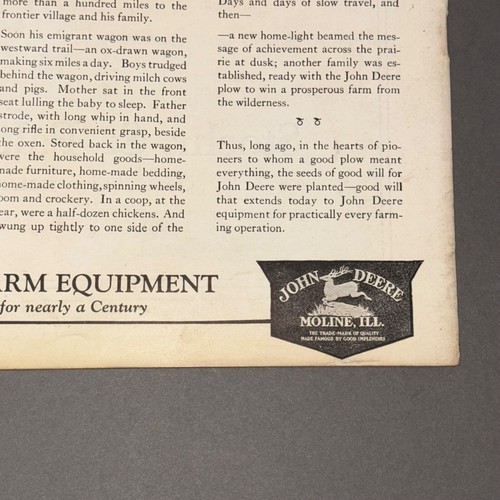 more than a hundred miles to the
frontier village and his family.
Soon his emigrant wagon was on the
westward trail—an ox-drawn wagon,
making six miles a day. Boys trudged
behind the wagon, driving milch cows
and pigs. Mother sat in the front
seat lulling the baby to sleep. Father
strode, with long whip in hand, and
long rifle in convenient grasp, beside
the oxen. Stored back in the wagon,
were the household goods—home-
made furniture, home-made bedding,
home-made clothing, spinning wheels,
oom and crockery. In a coop, at the
ear, were a half-dozen chickens. And
wung up tightly to one side of the
Days and days of slow travel, and
then—
—a new home-light beamed the mes-
sage of achievement across the prai-
rie at dusk; another family was es-
tablished, ready with the John Deere
plow to win a prosperous farm from
the wilderness.
Thus, long ago, in the hearts of pio-
neers to whom a good plow meant
everything, the seeds of good will for
John Deere were planted—good will
that extends today to John Deere
equipment for practically every farm-
ing operation.
ARM EQUIPMENT
for nearly a Century
JOHN DEERE
MOLINE, ILL.
THE TRADE-MARK OF QUALITY
MADE FAMOUS BY GOOD IMPLEMENTS